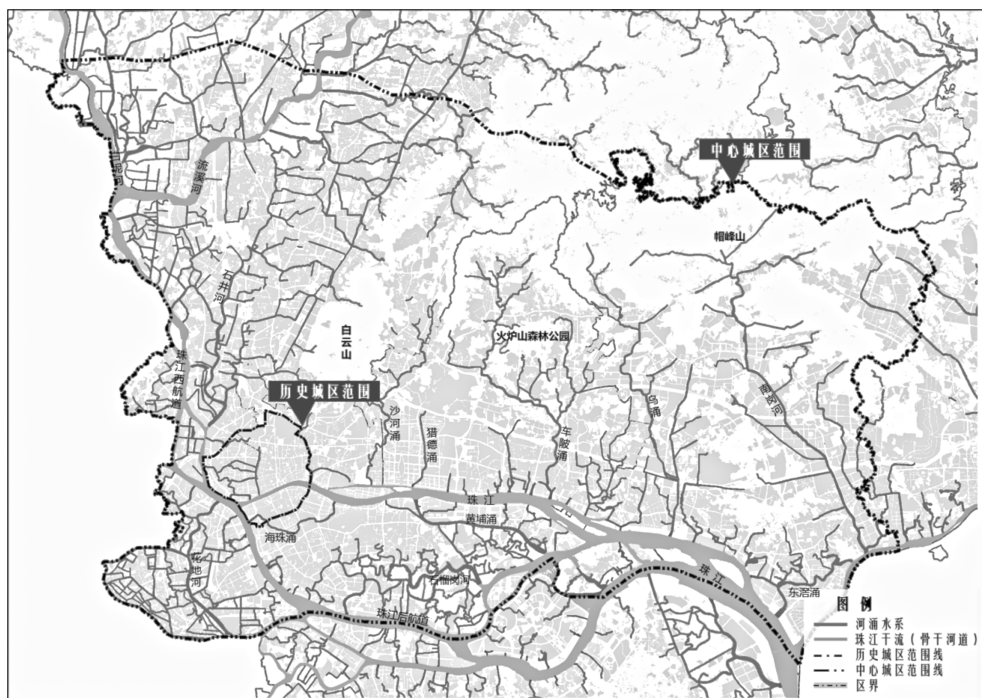 中心城区范围
流溪河
帽峰山
石井河
白云山
火炉山森林公园
珠江西航道
历史城区范围
沙河涌
猎德涌
车陂涌
乌涌
南岗河
珠江
黄埔涌
海珠涌
花地河
石榴岗河
珠江
东滘涌
珠江后航道
图例
河涌水系
珠江干流（骨干河道）
历史城区范围线
中心城区范围线
区界